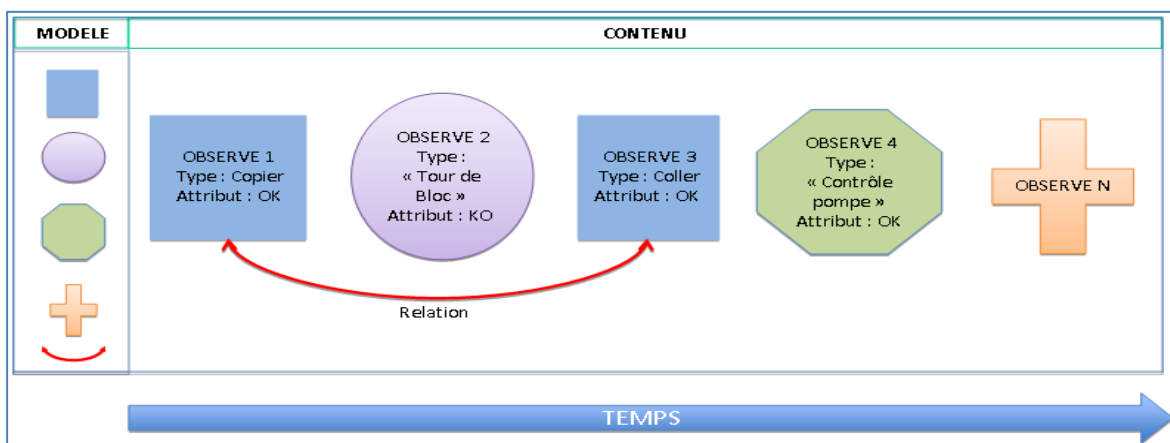 MODELE
CONTENU
OBSERVE 1
Type : Copier
Attribut : OK
OBSERVE 2
Type :
« Tour de
Bloc »
Attribut : KO
OBSERVE 3
Type : Coller
Attribut : OK
OBSERVE 4
Type :
« Contrôle
pompe »
Attribut : OK
OBSERVE N
Relation
TEMPS